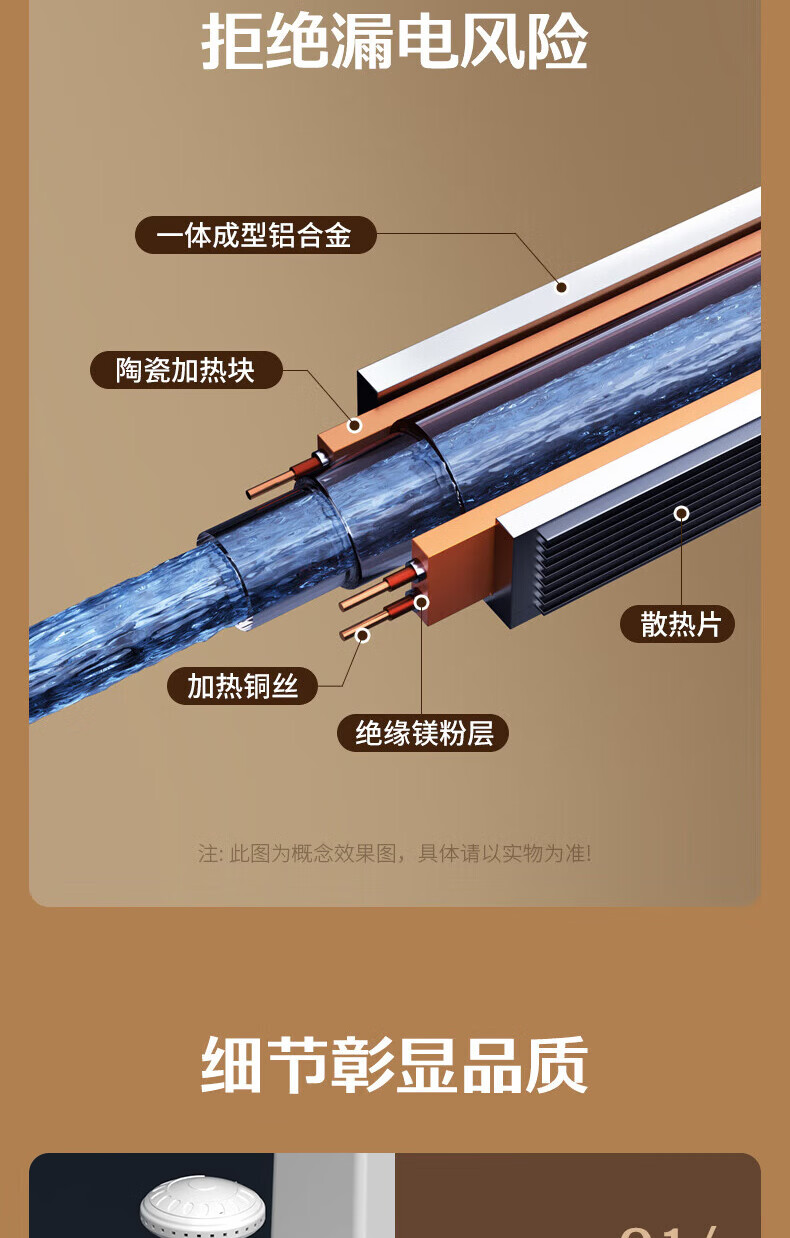 拒绝漏电风险
一体成型铝合金
陶瓷加热块
散热片
加热铜丝
绝缘镁粉层
注: 此图为概念效果图，具体请以实物为准!
细节彰显品质